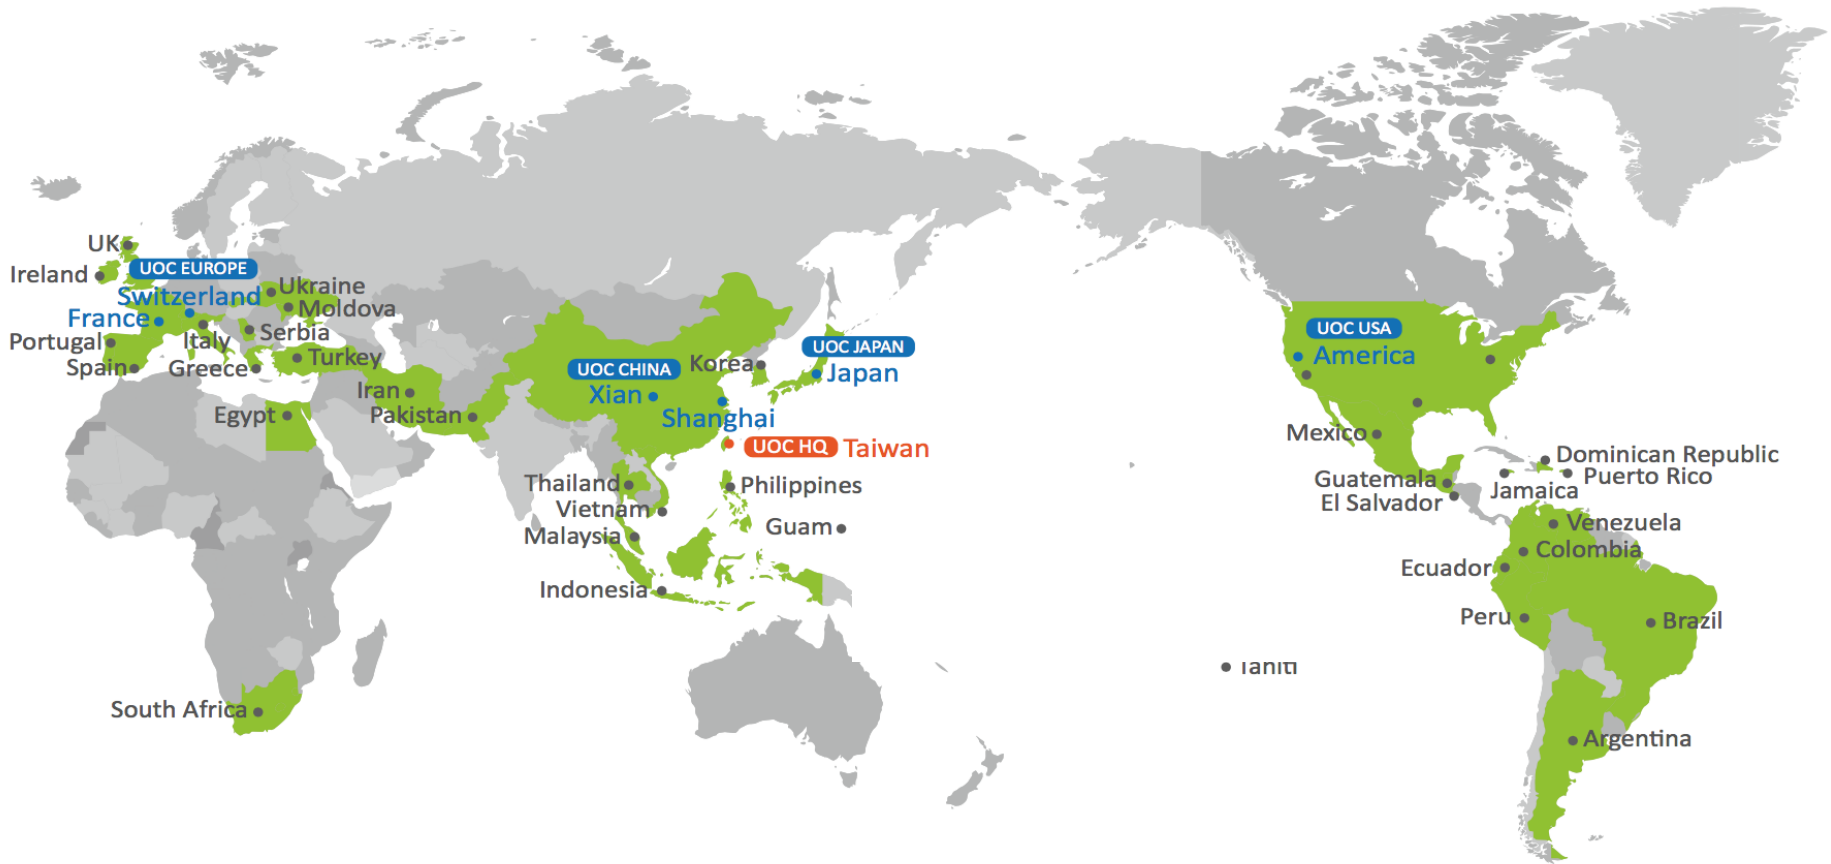 UK
Ireland
UOC EUROPE
Switzerland
France
Ukraine
Moldova
Portugal
Italy
Serbia
Spain
Greece
Turkey
Egypt
Iran
Pakistan
UOC CHINA
Xian
Shanghai
Korea
UOC JAPAN
Japan
UOC HQ Taiwan
Thailand
Philippines
Vietnam
Guam
Malaysia
Indonesia
South Africa
UOC USA
America
Mexico
Dominican Republic
Guatemala
Puerto Rico
El Salvador
Jamaica
Venezuela
Colombia
Ecuador
Peru
Brazil
Tahiti
Argentina